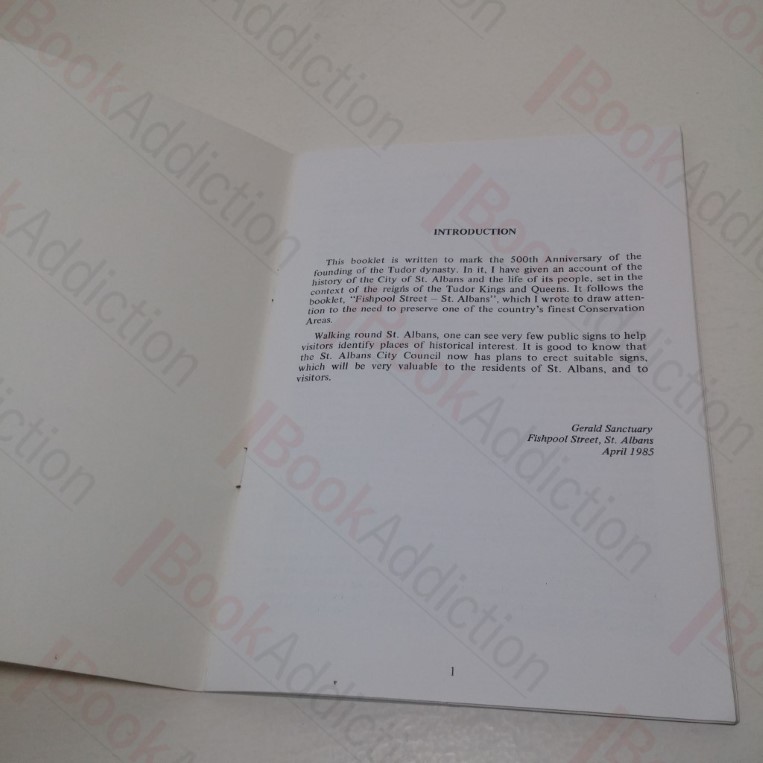 INTRODUCTION
This booklet is written to mark the 500th Anniversary of the
founding of the Tudor dynasty. In it, I have given an account of the
history of the City of St. Albans and the life of its people, set in the
context of the reigns of the Tudor Kings and Queens. It follows the
booklet, "Fishpool Street – St. Albans", which I wrote to draw atten-
tion to the need to preserve one of the country's finest Conservation
Areas.
Walking round St. Albans, one can see very few public signs to help
visitors identify places of historical interest. It is good to know that
the St. Albans City Council now has plans to erect suitable signs,
which will be very valuable to the residents of St. Albans, and to
visitors.
Gerald Sanctuary
Fishpool Street, St. Albans
April 1985
1
BookAddiction